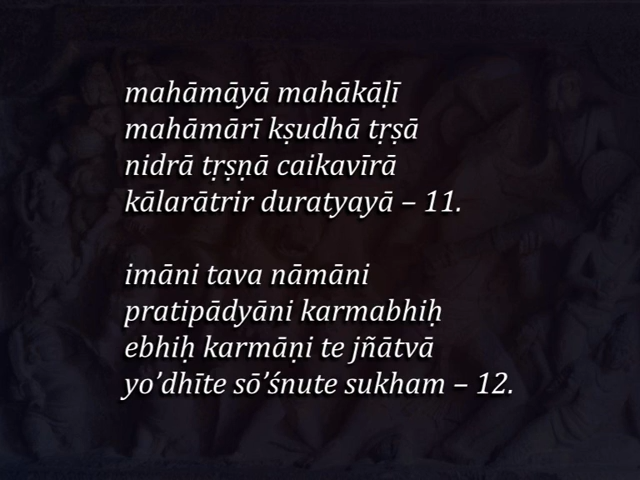 mahāmāyā mahākāḷī
mahāmārī kṣudhā tṛṣā
nidrā tṛṣṇā caikavīrā
kālarātrir duratyayā – 11.
imāni tava nāmāni
pratipādyāni karmabhiḥ
ebhiḥ karmāṇi te jñātvā
yo’dhīte sō’śnute sukham – 12.